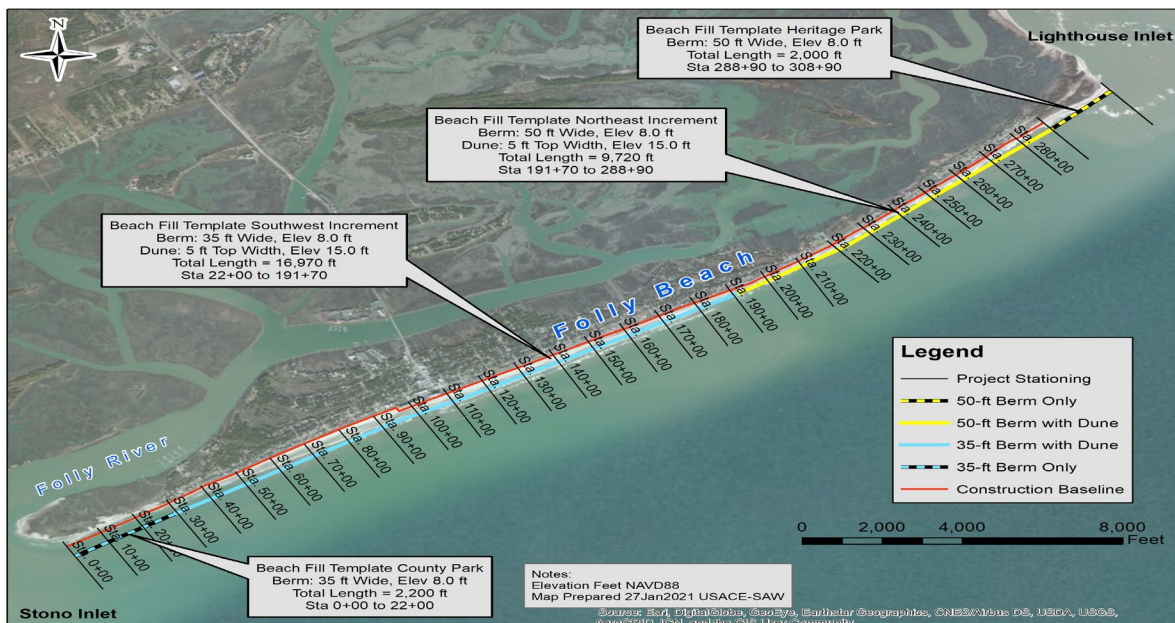 N
Beach Fill Template Heritage Park
Berm: 50 ft Wide, Elev 8.0 ft
Total Length = 2,000 ft
Sta 288+90 to 308+90
Lighthouse Inlet
Beach Fill Template Northeast Increment
Berm: 50 ft Wide, Elev 8.0 ft
Dune: 5 ft Top Width, Elev 15.0 ft
Total Length = 9,720 ft
Sta 191+70 to 288+90
Beach Fill Template Southwest Increment
Berm: 35 ft Wide, Elev 8.0 ft
Dune: 5 ft Top Width, Elev 15.0 ft
Total Length = 16,970 ft
Sta 22+00 to 191+70
Folly Beach
Folly River
Sta. 0+00
Sta. 10+00
Sta. 20+00
Sta. 30+00
Sta. 40+00
Sta. 50+00
Sta. 60+00
Sta. 70+00
Sta. 80+00
Sta. 90+00
Sta. 100+00
Sta. 110+00
Sta. 120+00
Sta. 130+00
Sta. 140+00
Sta. 150+00
Sta. 160+00
Sta. 170+00
Sta. 180+00
Sta. 190+00
Sta. 200+00
Sta. 210+00
Sta. 220+00
Sta. 230+00
Sta. 240+00
Sta. 250+00
Sta. 260+00
Sta. 270+00
Sta. 280+00
Legend
Project Stationing
50-ft Berm Only
50-ft Berm with Dune
35-ft Berm with Dune
35-ft Berm Only
Construction Baseline
0 2,000 4,000 8,000
Feet
Beach Fill Template County Park
Berm: 35 ft Wide, Elev 8.0 ft
Total Length = 2,200 ft
Sta 0+00 to 22+00
Stono Inlet
Notes:
Elevation Feet NAVD88
Map Prepared 27Jan2021 USACE-SAW
Source: Esri, DigitalGlobe, GeoEye, Earthstar Geographics, CNES/Airbus DS, USDA, USGS,
AeroGRID, IGN, and the GIS User Community